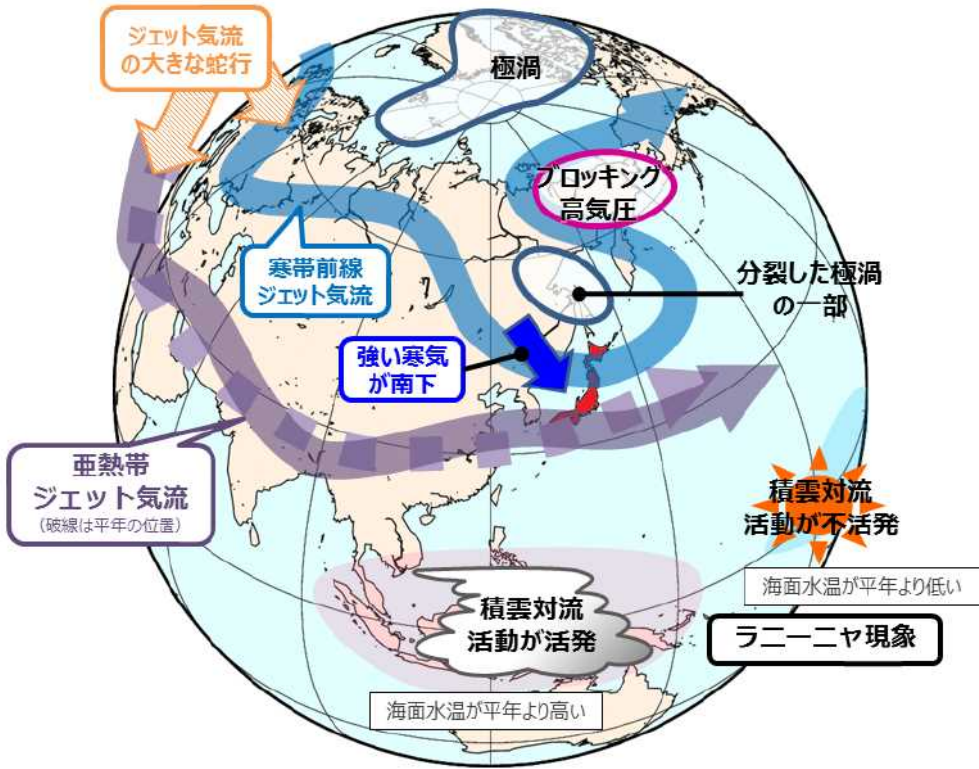 ジェット気流
の大きな蛇行
極渦
ブロッキング
高気圧
寒帯前線
ジェット気流
分裂した極渦
の一部
強い寒気
が南下
亜熱帯
ジェット気流
(破線は平年の位置)
積雲対流
活動が不活発
海面水温が平年より低い
積雲対流
活動が活発
ラニーニャ現象
海面水温が平年より高い